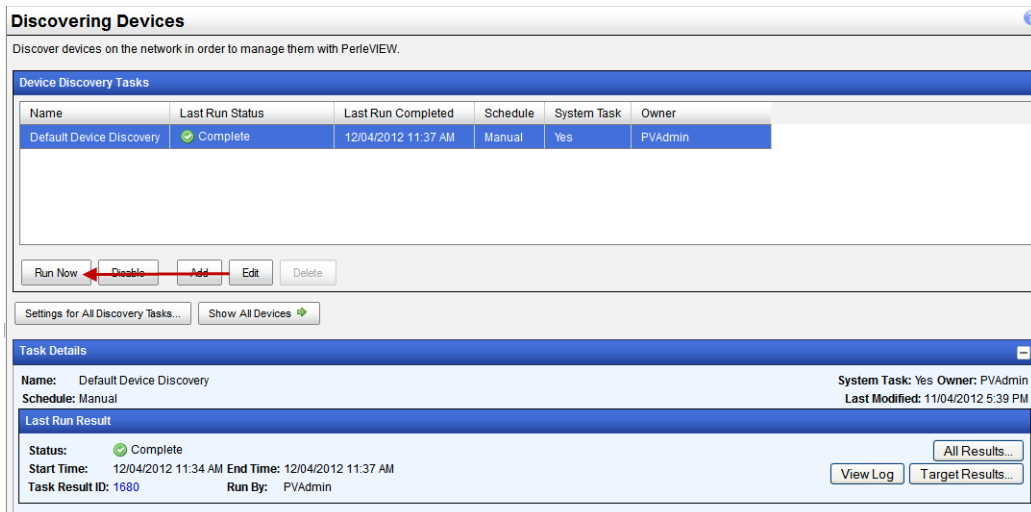 Discovering Devices
Discover devices on the network in order to manage them with PerleVIEW.
Device Discovery Tasks
Name Last Run Status Last Run Completed Schedule System Task Owner
Default Device Discovery Complete 12/04/2012 11:37 AM Manual Yes PVAdmin
Run Now Disable Add Edit Delete
Settings for All Discovery Tasks... Show All Devices
Task Details
Name: Default Device Discovery System Task: Yes Owner: PVAdmin
Schedule: Manual Last Modified: 11/04/2012 5:39 PM
Last Run Result
Status: Complete All Results...
Start Time: 12/04/2012 11:34 AM End Time: 12/04/2012 11:37 AM
Task Result ID: 1680 Run By: PVAdmin View Log Target Results...